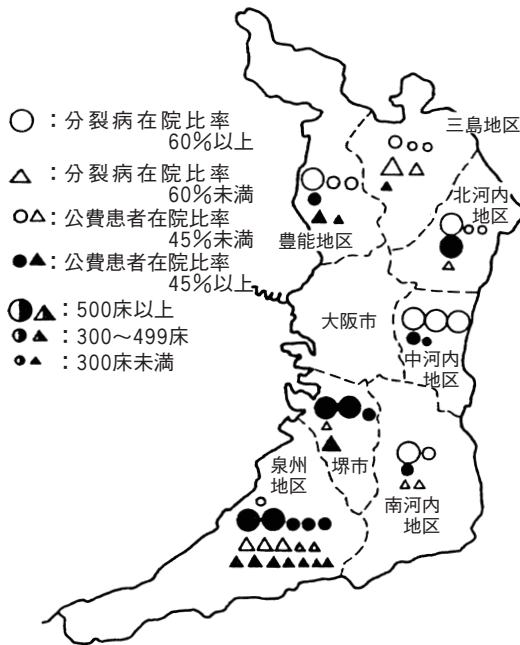 ○：分裂病在院比率
60%以上
△：分裂病在院比率
60%未満
○△：公費患者在院比率
45%未満
●▲：公費患者在院比率
45%以上
：500床以上
：300〜499床
：300床未満
三島地区
北河内
地区
豊能地区
大阪市
中河内
地区
泉州
地区
堺市
南河内
地区